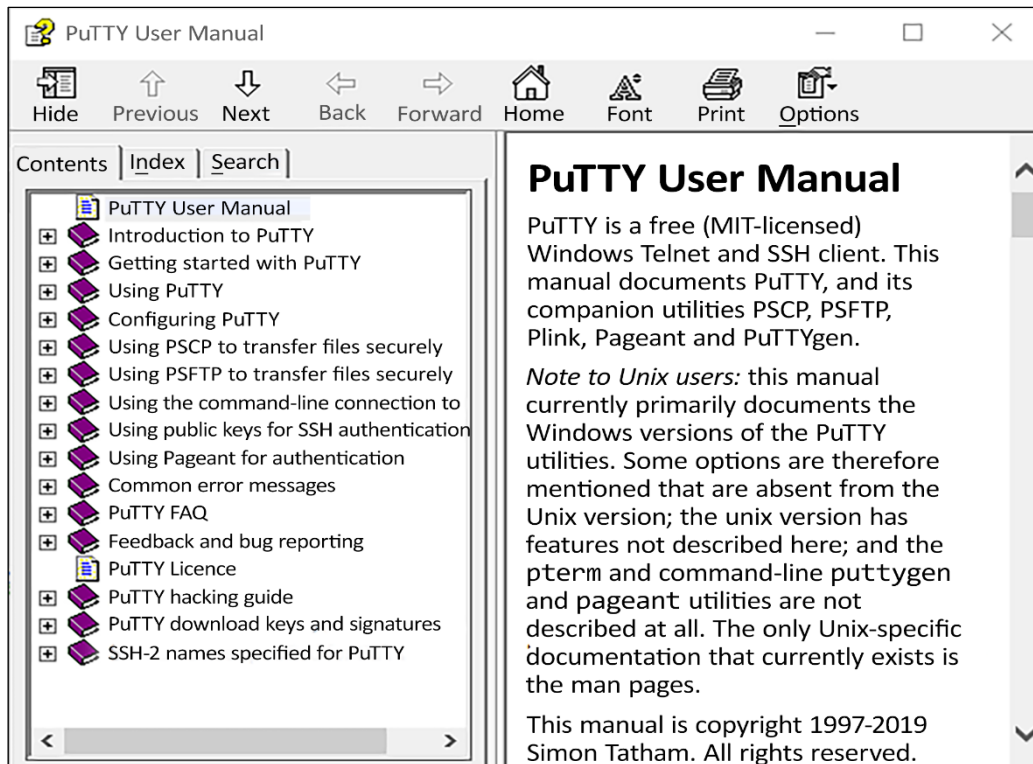 PuTTY User Manual
Hide Previous Next Back Forward Home Font Print Options
Contents Index Search
PuTTY User Manual
Introduction to PuTTY
Getting started with PuTTY
Using PuTTY
Configuring PuTTY
Using PSCP to transfer files securely
Using PSFTP to transfer files securely
Using the command-line connection to
Using public keys for SSH authentication
Using Pageant for authentication
Common error messages
PuTTY FAQ
Feedback and bug reporting
PuTTY Licence
PuTTY hacking guide
PuTTY download keys and signatures
SSH-2 names specified for PuTTY
PuTTY User Manual
PuTTY is a free (MIT-licensed)
Windows Telnet and SSH client. This
manual documents PuTTY, and its
companion utilities PSCP, PSFTP,
Plink, Pageant and PuTTYgen.
Note to Unix users: this manual
currently primarily documents the
Windows versions of the PuTTY
utilities. Some options are therefore
mentioned that are absent from the
Unix version; the unix version has
features not described here; and the
pterm and command-line puttygen
and pageant utilities are not
described at all. The only Unix-specific
documentation that currently exists is
the man pages.
This manual is copyright 1997-2019
Simon Tatham. All rights reserved.